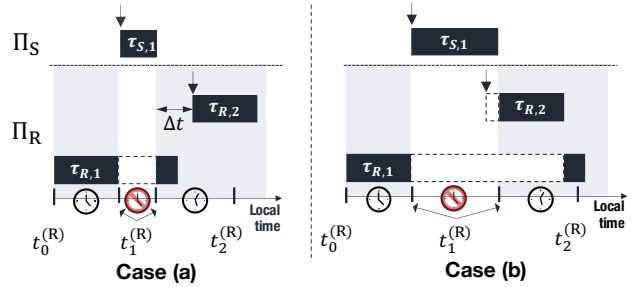 Π_S
τ_{S,1}
τ_{S,1}
Π_R
τ_{R,2}
Δt
τ_{R,2}
τ_{R,1}
τ_{R,1}
Local
time
Local
time
t_0^{(R)} t_1^{(R)} t_2^{(R)}
t_0^{(R)} t_1^{(R)} t_2^{(R)}
Case (a)
Case (b)